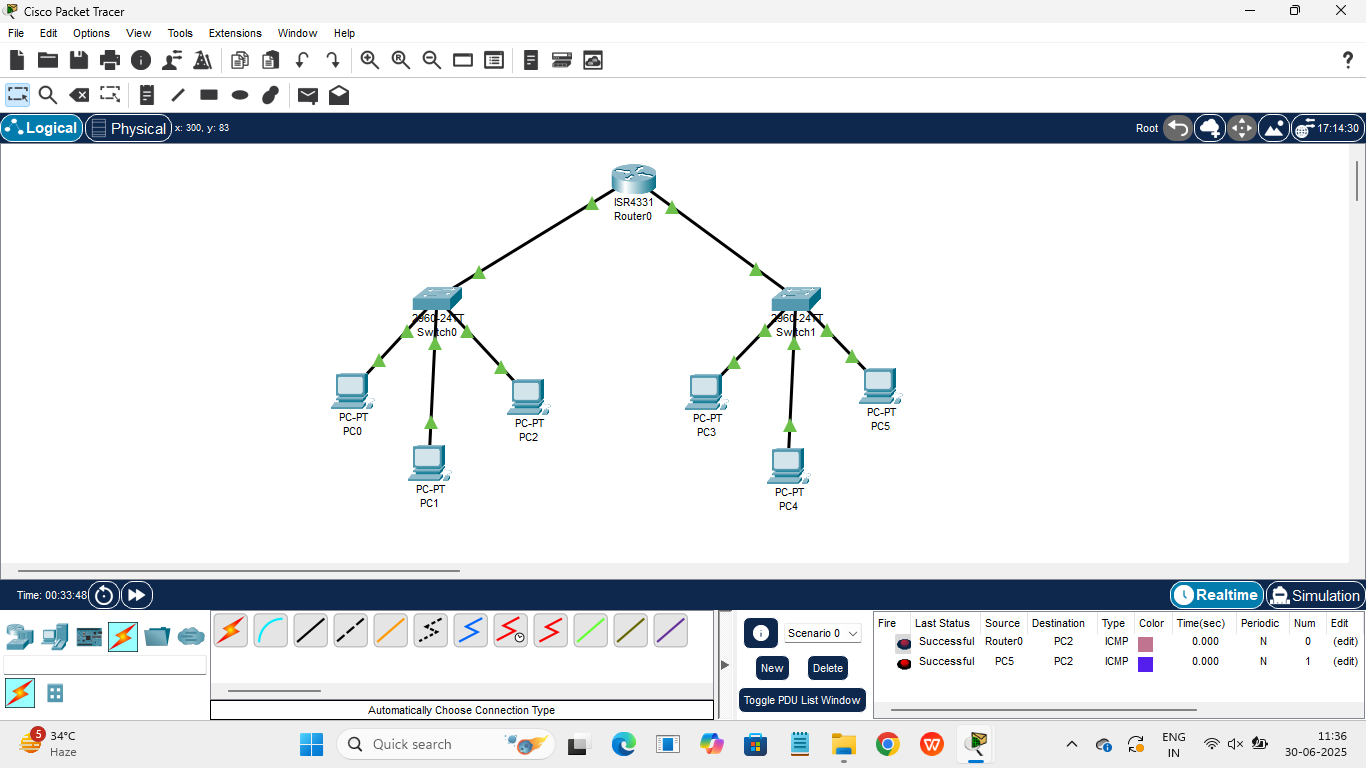 Cisco Packet Tracer
File Edit Options View Tools Extensions Window Help
?
Logical Physical x: 300, y: 83 Root 17:14:30
ISR4331
Router0
2960-24TT
Switch0
2960-24TT
Switch1
PC-PT
PC0
PC-PT
PC1
PC-PT
PC2
PC-PT
PC3
PC-PT
PC4
PC-PT
PC5
Time: 00:33:48 Realtime Simulation
Automatically Choose Connection Type
Scenario 0
New Delete
Toggle PDU List Window
Fire Last Status Source Destination Type Color Time(sec) Periodic Num Edit
Successful Router0 PC2 ICMP 0.000 N 0 (edit)
Successful PC5 PC2 ICMP 0.000 N 1 (edit)
5
34°C
Haze
Quick search
ENG
IN
11:36
30-06-2025